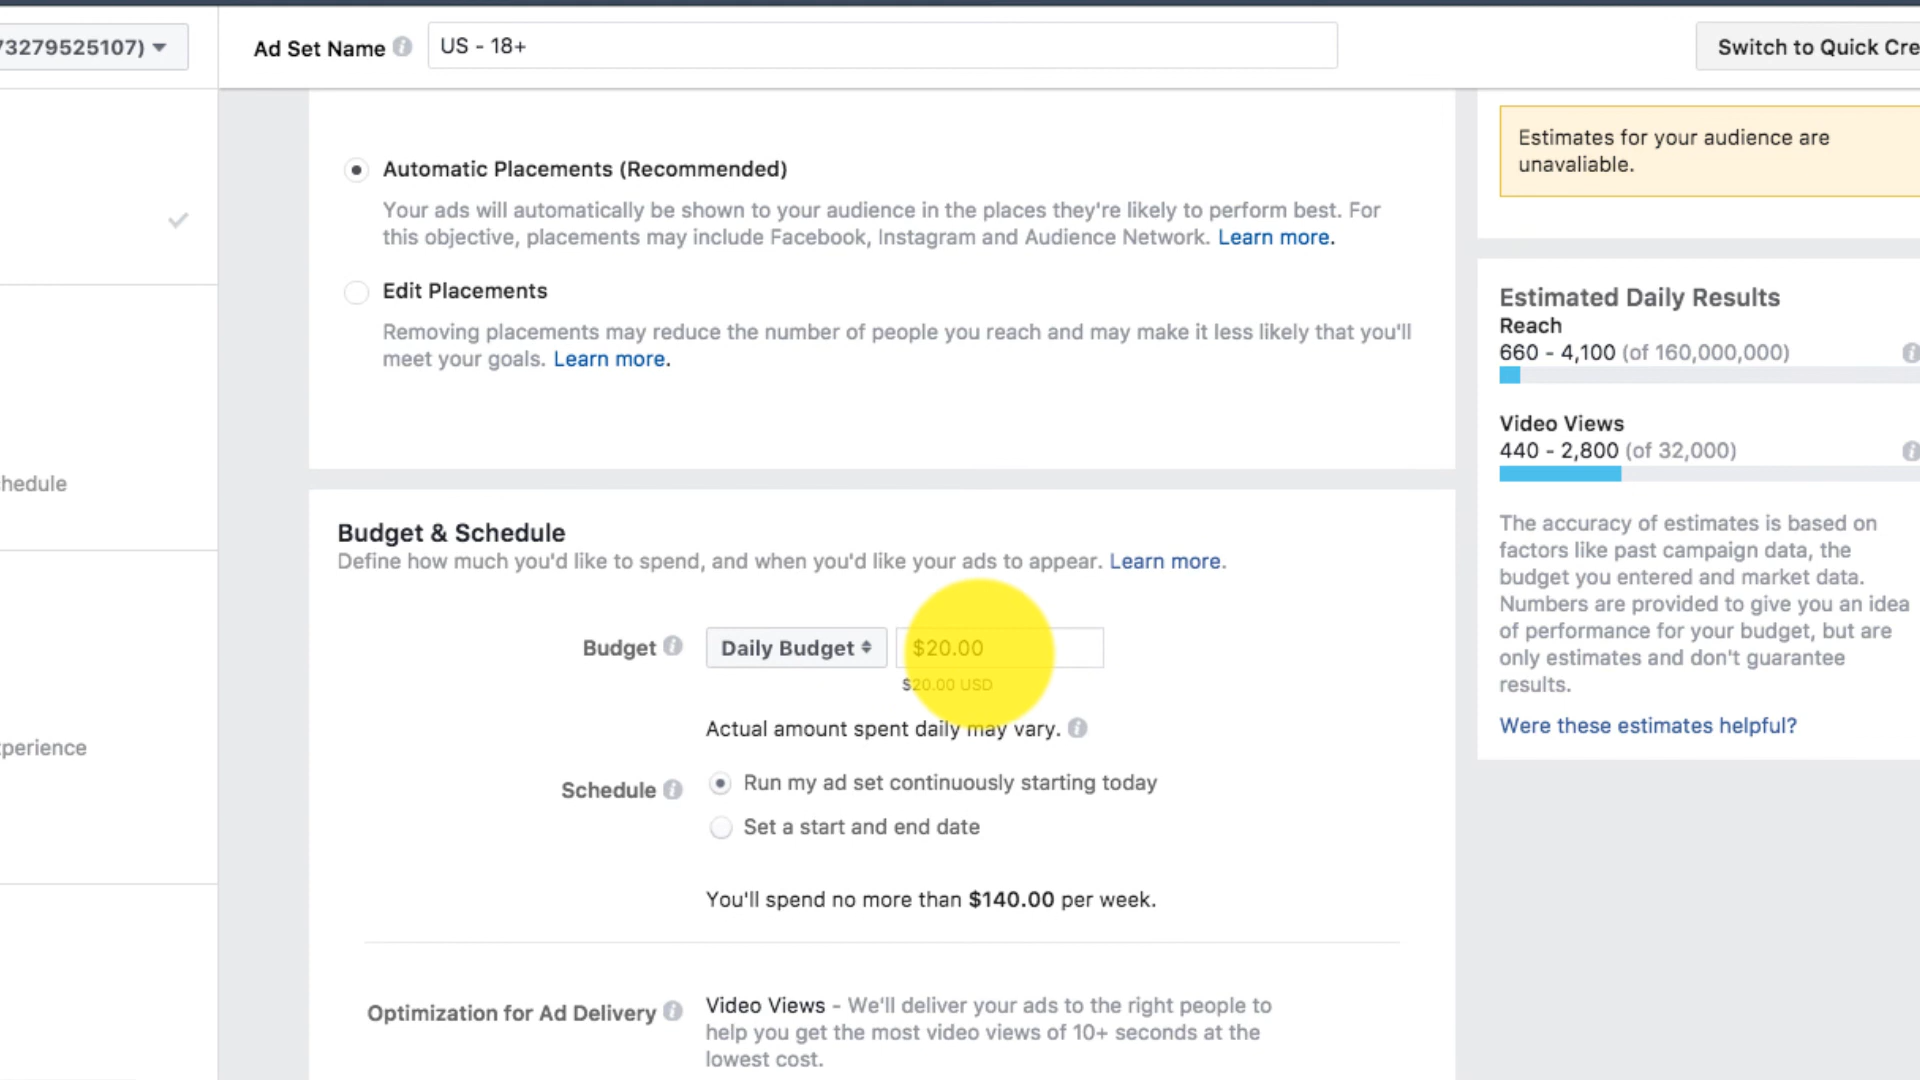 73279525107)
Ad Set Name
US - 18+
Switch to Quick Cre
Automatic Placements (Recommended)
Your ads will automatically be shown to your audience in the places they're likely to perform best. For
this objective, placements may include Facebook, Instagram and Audience Network. Learn more.
Edit Placements
Removing placements may reduce the number of people you reach and may make it less likely that you'll
meet your goals. Learn more.
Estimates for your audience are
unavaliable.
Estimated Daily Results
Reach
660 - 4,100 (of 160,000,000)
Video Views
440 - 2,800 (of 32,000)
The accuracy of estimates is based on
factors like past campaign data, the
budget you entered and market data.
Numbers are provided to give you an idea
of performance for your budget, but are
only estimates and don't guarantee
results.
Were these estimates helpful?
chedule
perience
Budget & Schedule
Define how much you'd like to spend, and when you'd like your ads to appear. Learn more.
Budget
Daily Budget
$20.00
$20.00 USD
Actual amount spent daily may vary.
Schedule
Run my ad set continuously starting today
Set a start and end date
You'll spend no more than $140.00 per week.
Optimization for Ad Delivery
Video Views - We'll deliver your ads to the right people to
help you get the most video views of 10+ seconds at the
lowest cost.